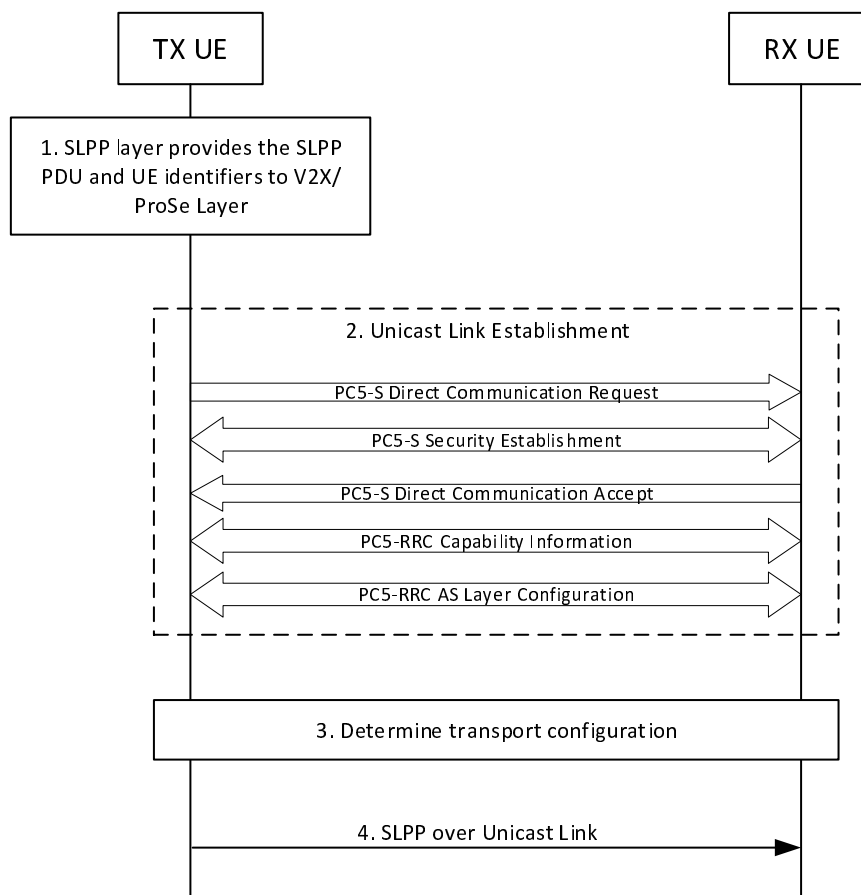 TX UE
RX UE
1. SLPP layer provides the SLPP
PDU and UE identifiers to V2X/
ProSe Layer
2. Unicast Link Establishment
PC5-S Direct Communication Request
PC5-S Security Establishment
PC5-S Direct Communication Accept
PC5-RRC Capability Information
PC5-RRC AS Layer Configuration
3. Determine transport configuration
4. SLPP over Unicast Link